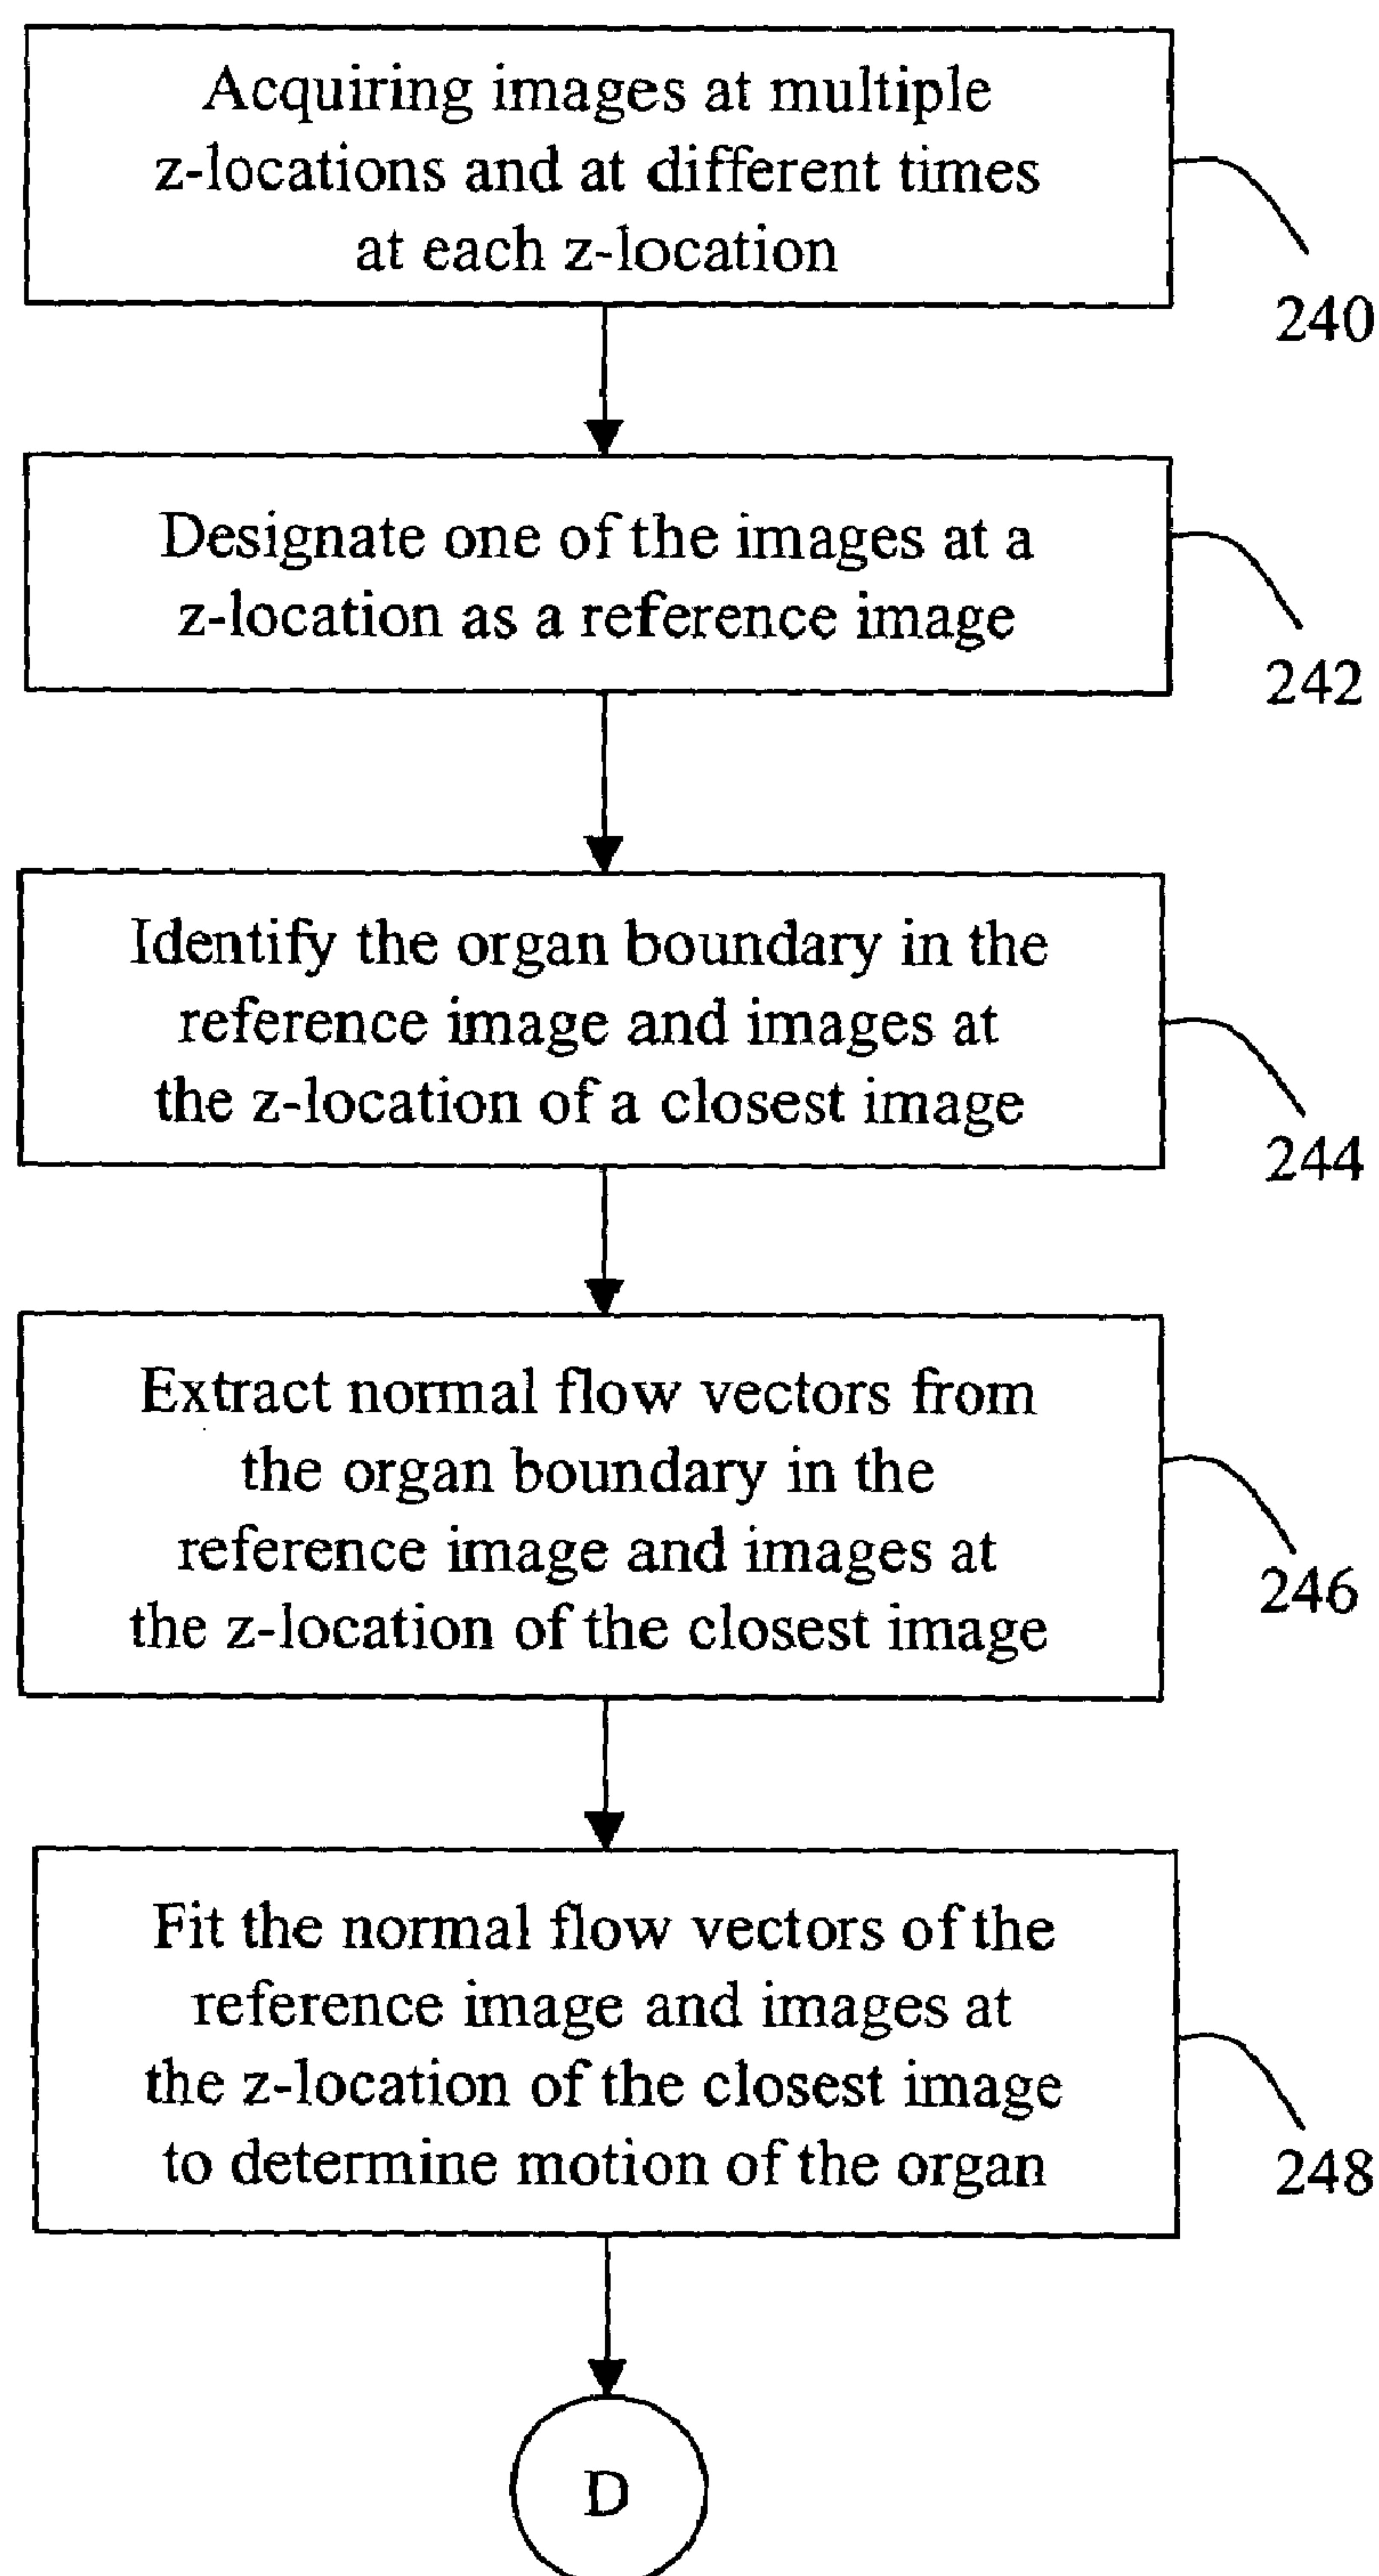 Acquiring images at multiple
z-locations and at different times
at each z-location
240
Designate one of the images at a
z-location as a reference image
242
Identify the organ boundary in the
reference image and images at
the z-location of a closest image
244
Extract normal flow vectors from
the organ boundary in the
reference image and images at
the z-location of the closest image
246
Fit the normal flow vectors of the
reference image and images at
the z-location of the closest image
to determine motion of the organ
248
D